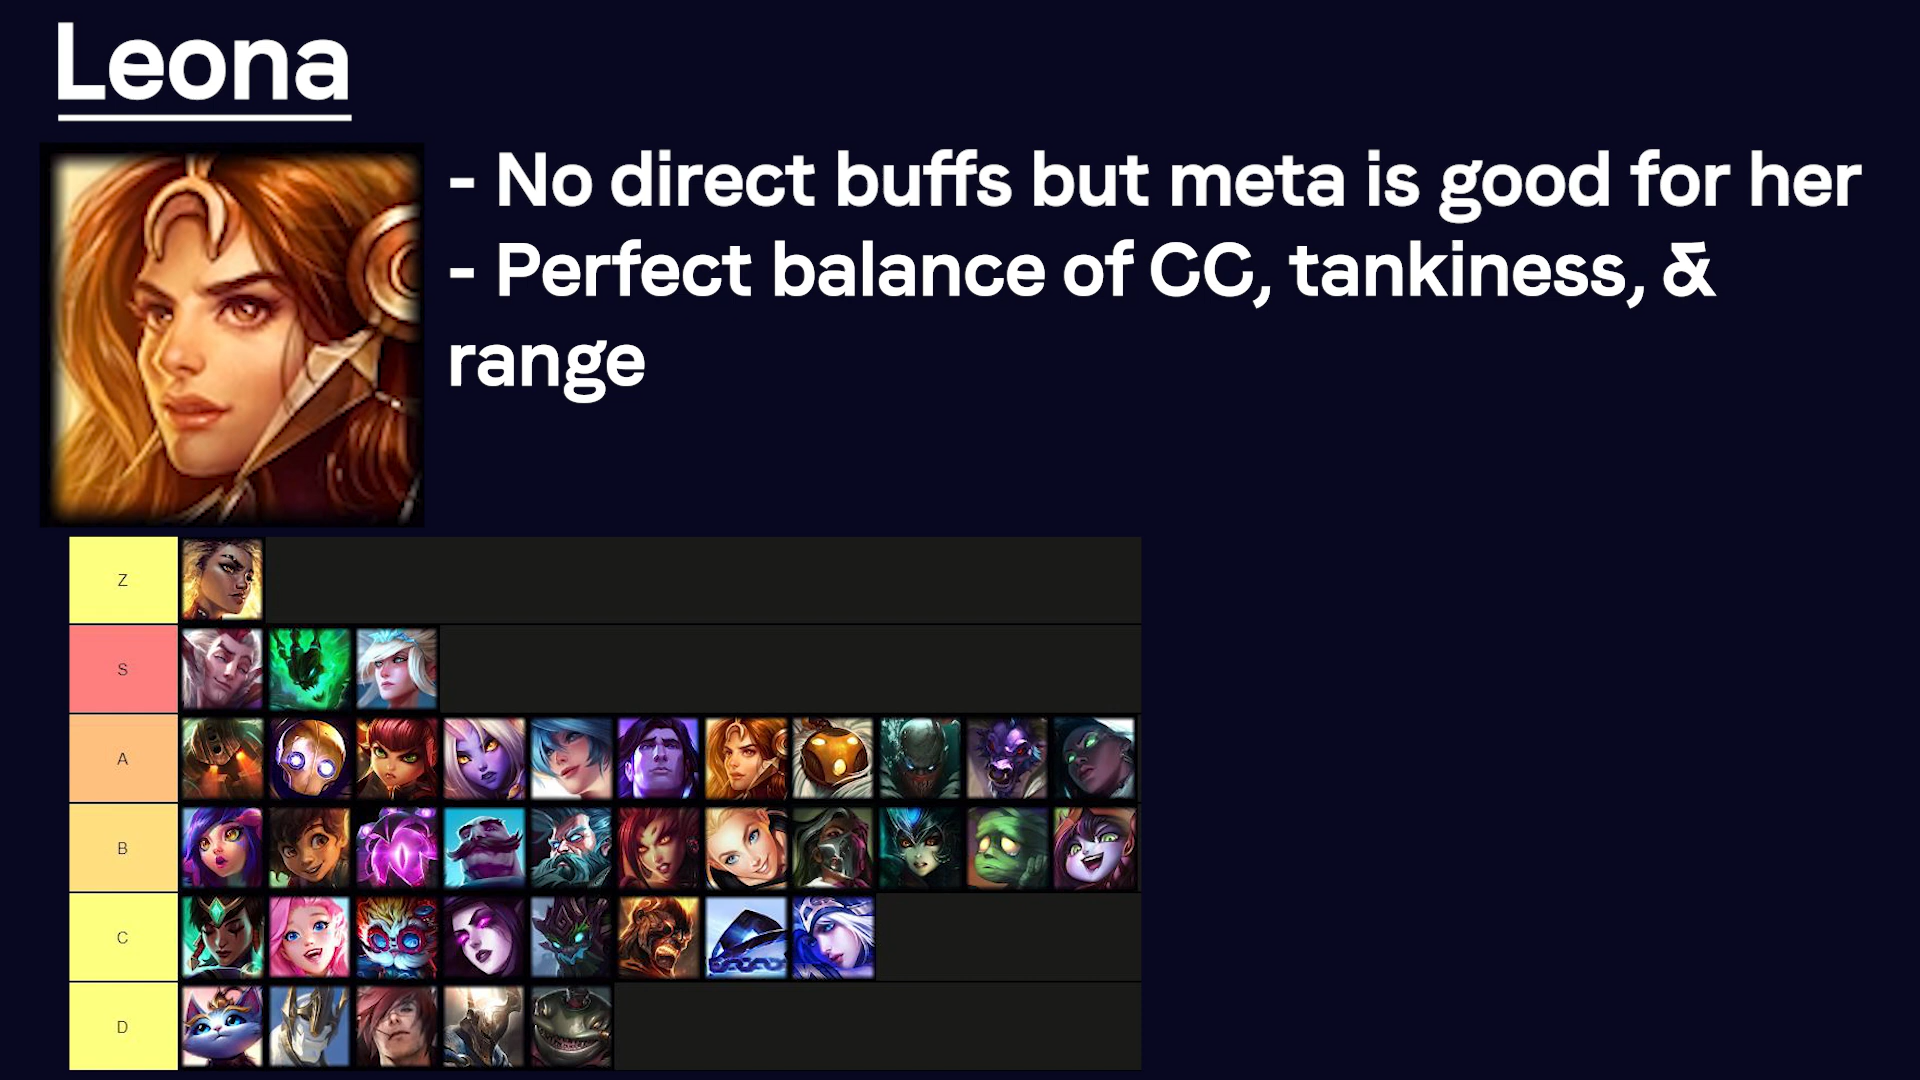 Leona
- No direct buffs but meta is good for her
- Perfect balance of CC, tankiness, &
range
Z
S
A
B
C
D